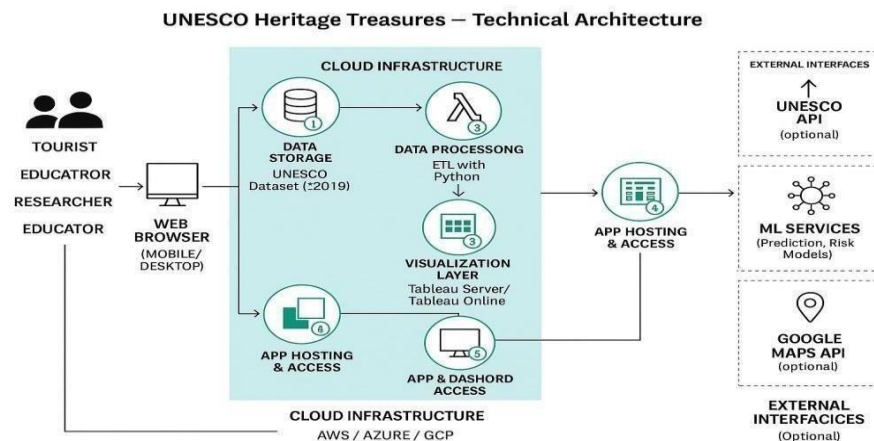 UNESCO Heritage Treasures — Technical Architecture
TOURIST
EDUCATROR
RESEARCHER
EDUCATOR
WEB
BROWSER
(MOBILE/
DESKTOP)
CLOUD INFRASTRUCTURE
1
DATA
STORAGE
UNESCO
Dataset (±2019)
3
DATA PROCESSONG
ETL with
Python
3
VISUALIZATION
LAYER
Tableau Server/
Tableau Online
6
APP HOSTING
& ACCESS
5
APP & DASHORD
ACCESS
CLOUD INFRASTRUCTURE
AWS / AZURE / GCP
4
APP HOSTING
& ACCESS
EXTERNAL INTERFACES
UNESCO
API
(optional)
ML SERVICES
(Prediction, Risk
Models)
GOOGLE
MAPS API
(optional)
EXTERNAL
INTERFACICES
(Optional)